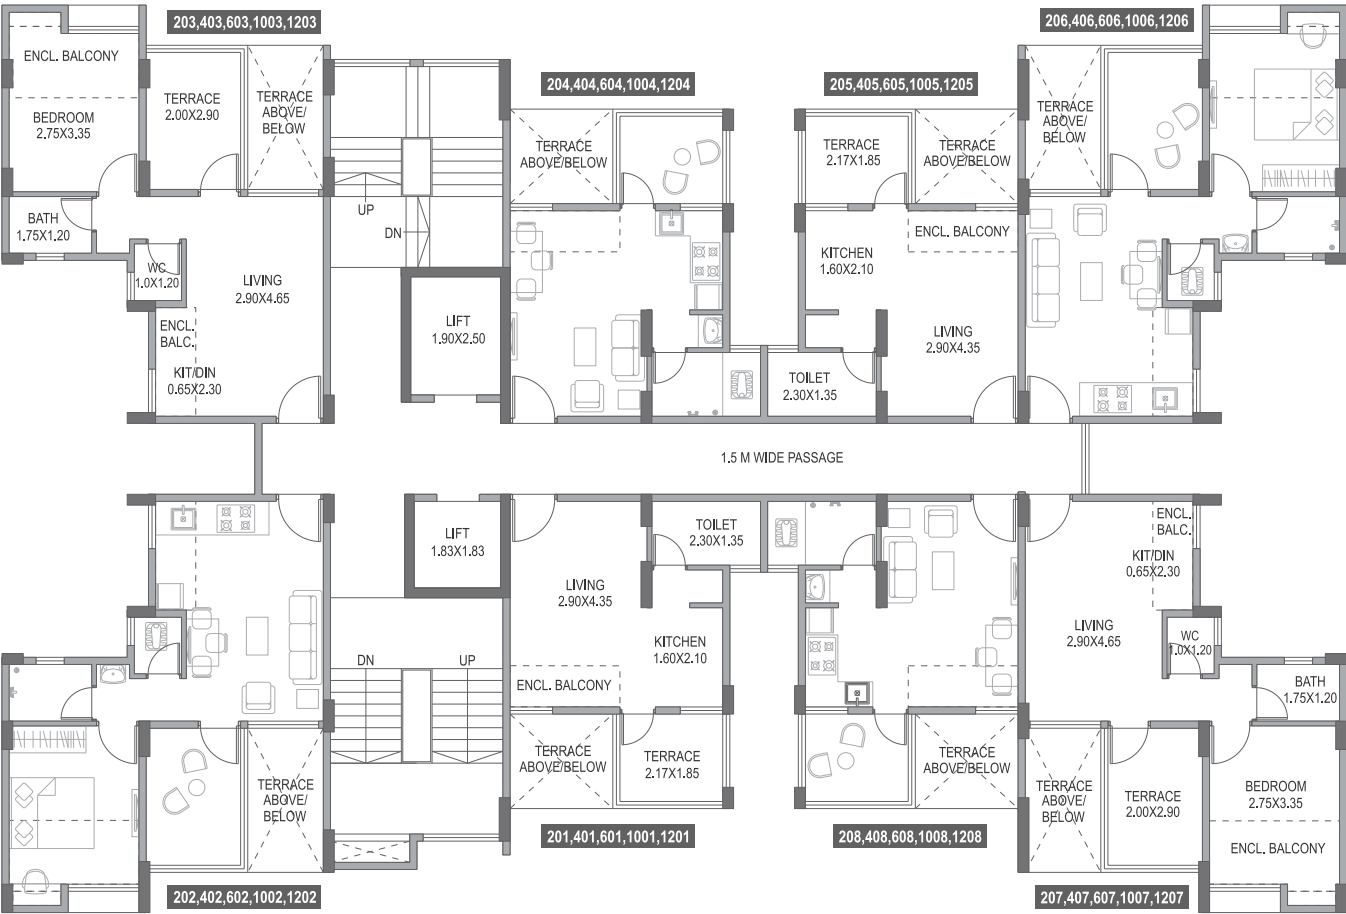 203,403,603,1003,1203
206,406,606,1006,1206
ENCL. BALCONY
BEDROOM
2.75X3.35
TERRACE
2.00X2.90
TERRACE
ABOVE/
BELOW
204,404,604,1004,1204
205,405,605,1005,1205
TERRACE
ABOVE/BELOW
TERRACE
2.17X1.85
TERRACE
ABOVE/BELOW
TERRACE
ABOVE/
BELOW
BATH
1.75X1.20
UP
DN
WC
1.0X1.20
LIVING
2.90X4.65
ENCL.
BALC.
KIT/DIN
0.65X2.30
LIFT
1.90X2.50
KITCHEN
1.60X2.10
ENCL. BALCONY
LIVING
2.90X4.35
TOILET
2.30X1.35
1.5 M WIDE PASSAGE
LIFT
1.83X1.83
TOILET
2.30X1.35
LIVING
2.90X4.35
KITCHEN
1.60X2.10
ENCL. BALCONY
ENCL.
BALC.
KIT/DIN
0.65X2.30
LIVING
2.90X4.65
WC
1.0X1.20
BATH
1.75X1.20
DN
UP
TERRACE
ABOVE/
BELOW
TERRACE
ABOVE/BELOW
TERRACE
2.17X1.85
TERRACE
ABOVE/BELOW
TERRACE
ABOVE/
BELOW
TERRACE
2.00X2.90
BEDROOM
2.75X3.35
ENCL. BALCONY
201,401,601,1001,1201
208,408,608,1008,1208
202,402,602,1002,1202
207,407,607,1007,1207